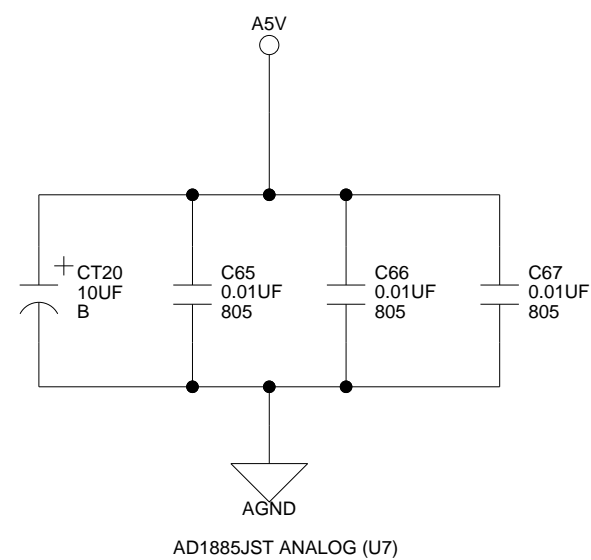 A5V
+
CT20
10UF
B
C65
0.01UF
805
C66
0.01UF
805
C67
0.01UF
805
AGND
AD1885JST ANALOG (U7)